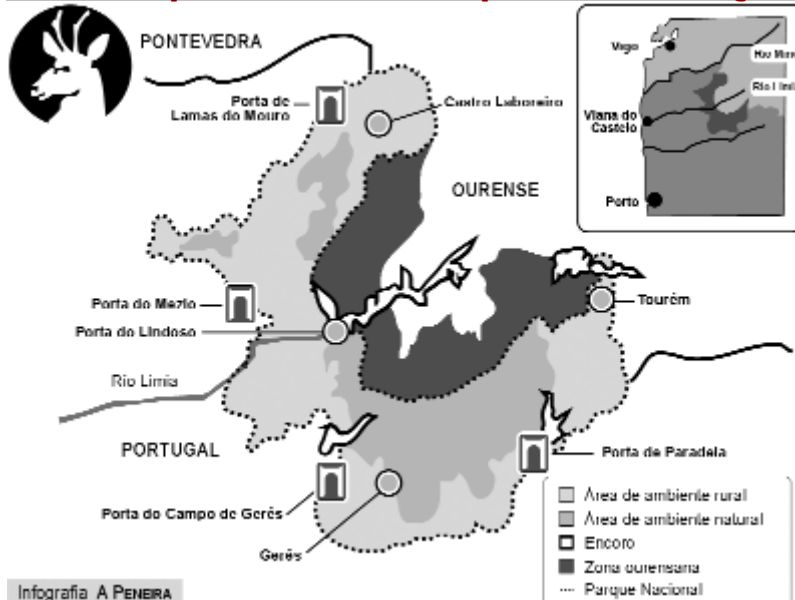 PONTEVEDRA
Porta de
Lamas do Mouro
Castro Laboreiro
OURENSE
Vigo
Río Limia
Viana do
Castelo
Porto
Porta do Mezio
Porta do Lindoso
Tourém
Río Limia
PORTUGAL
Porta de Paradela
Porta do Campo de Gerês
Gerês
Área de ambiente rural
Área de ambiente natural
Encoro
Zona ourensana
Parque Nacional
Infografía A PENEIRA